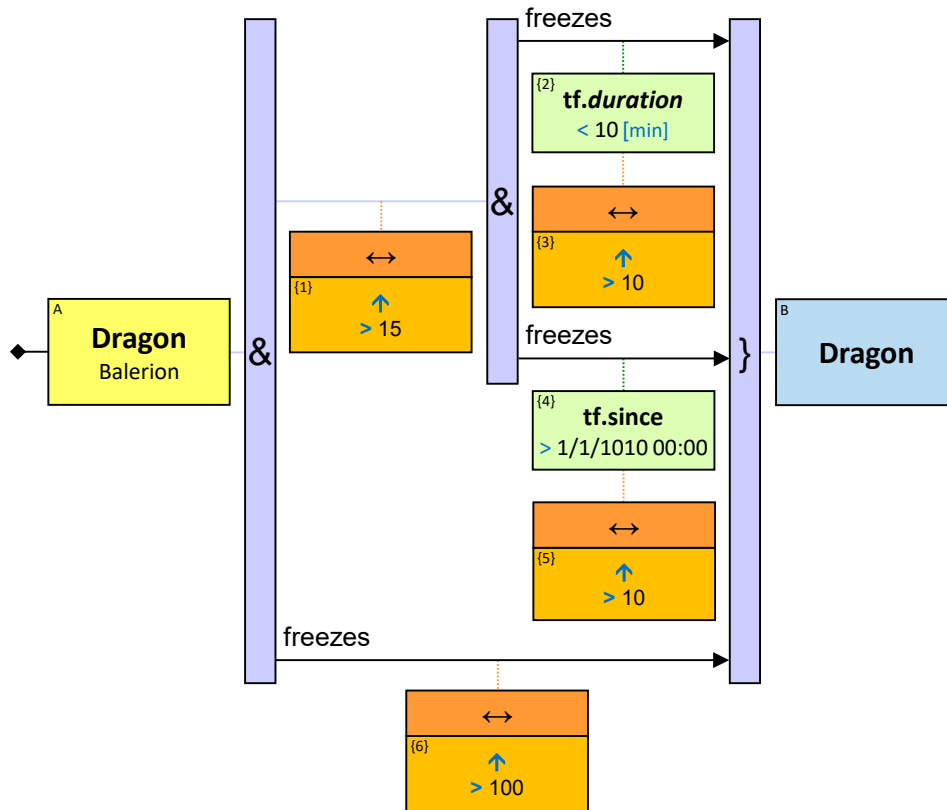 freezes
{2}
tf.duration
< 10 [min]
&
↔
{3}
↑
> 10
↔
{1}
↑
> 15
A
Dragon
Balerion
&
freezes
}
B
Dragon
{4}
tf.since
> 1/1/1010 00:00
↔
{5}
↑
> 10
freezes
↔
{6}
↑
> 100